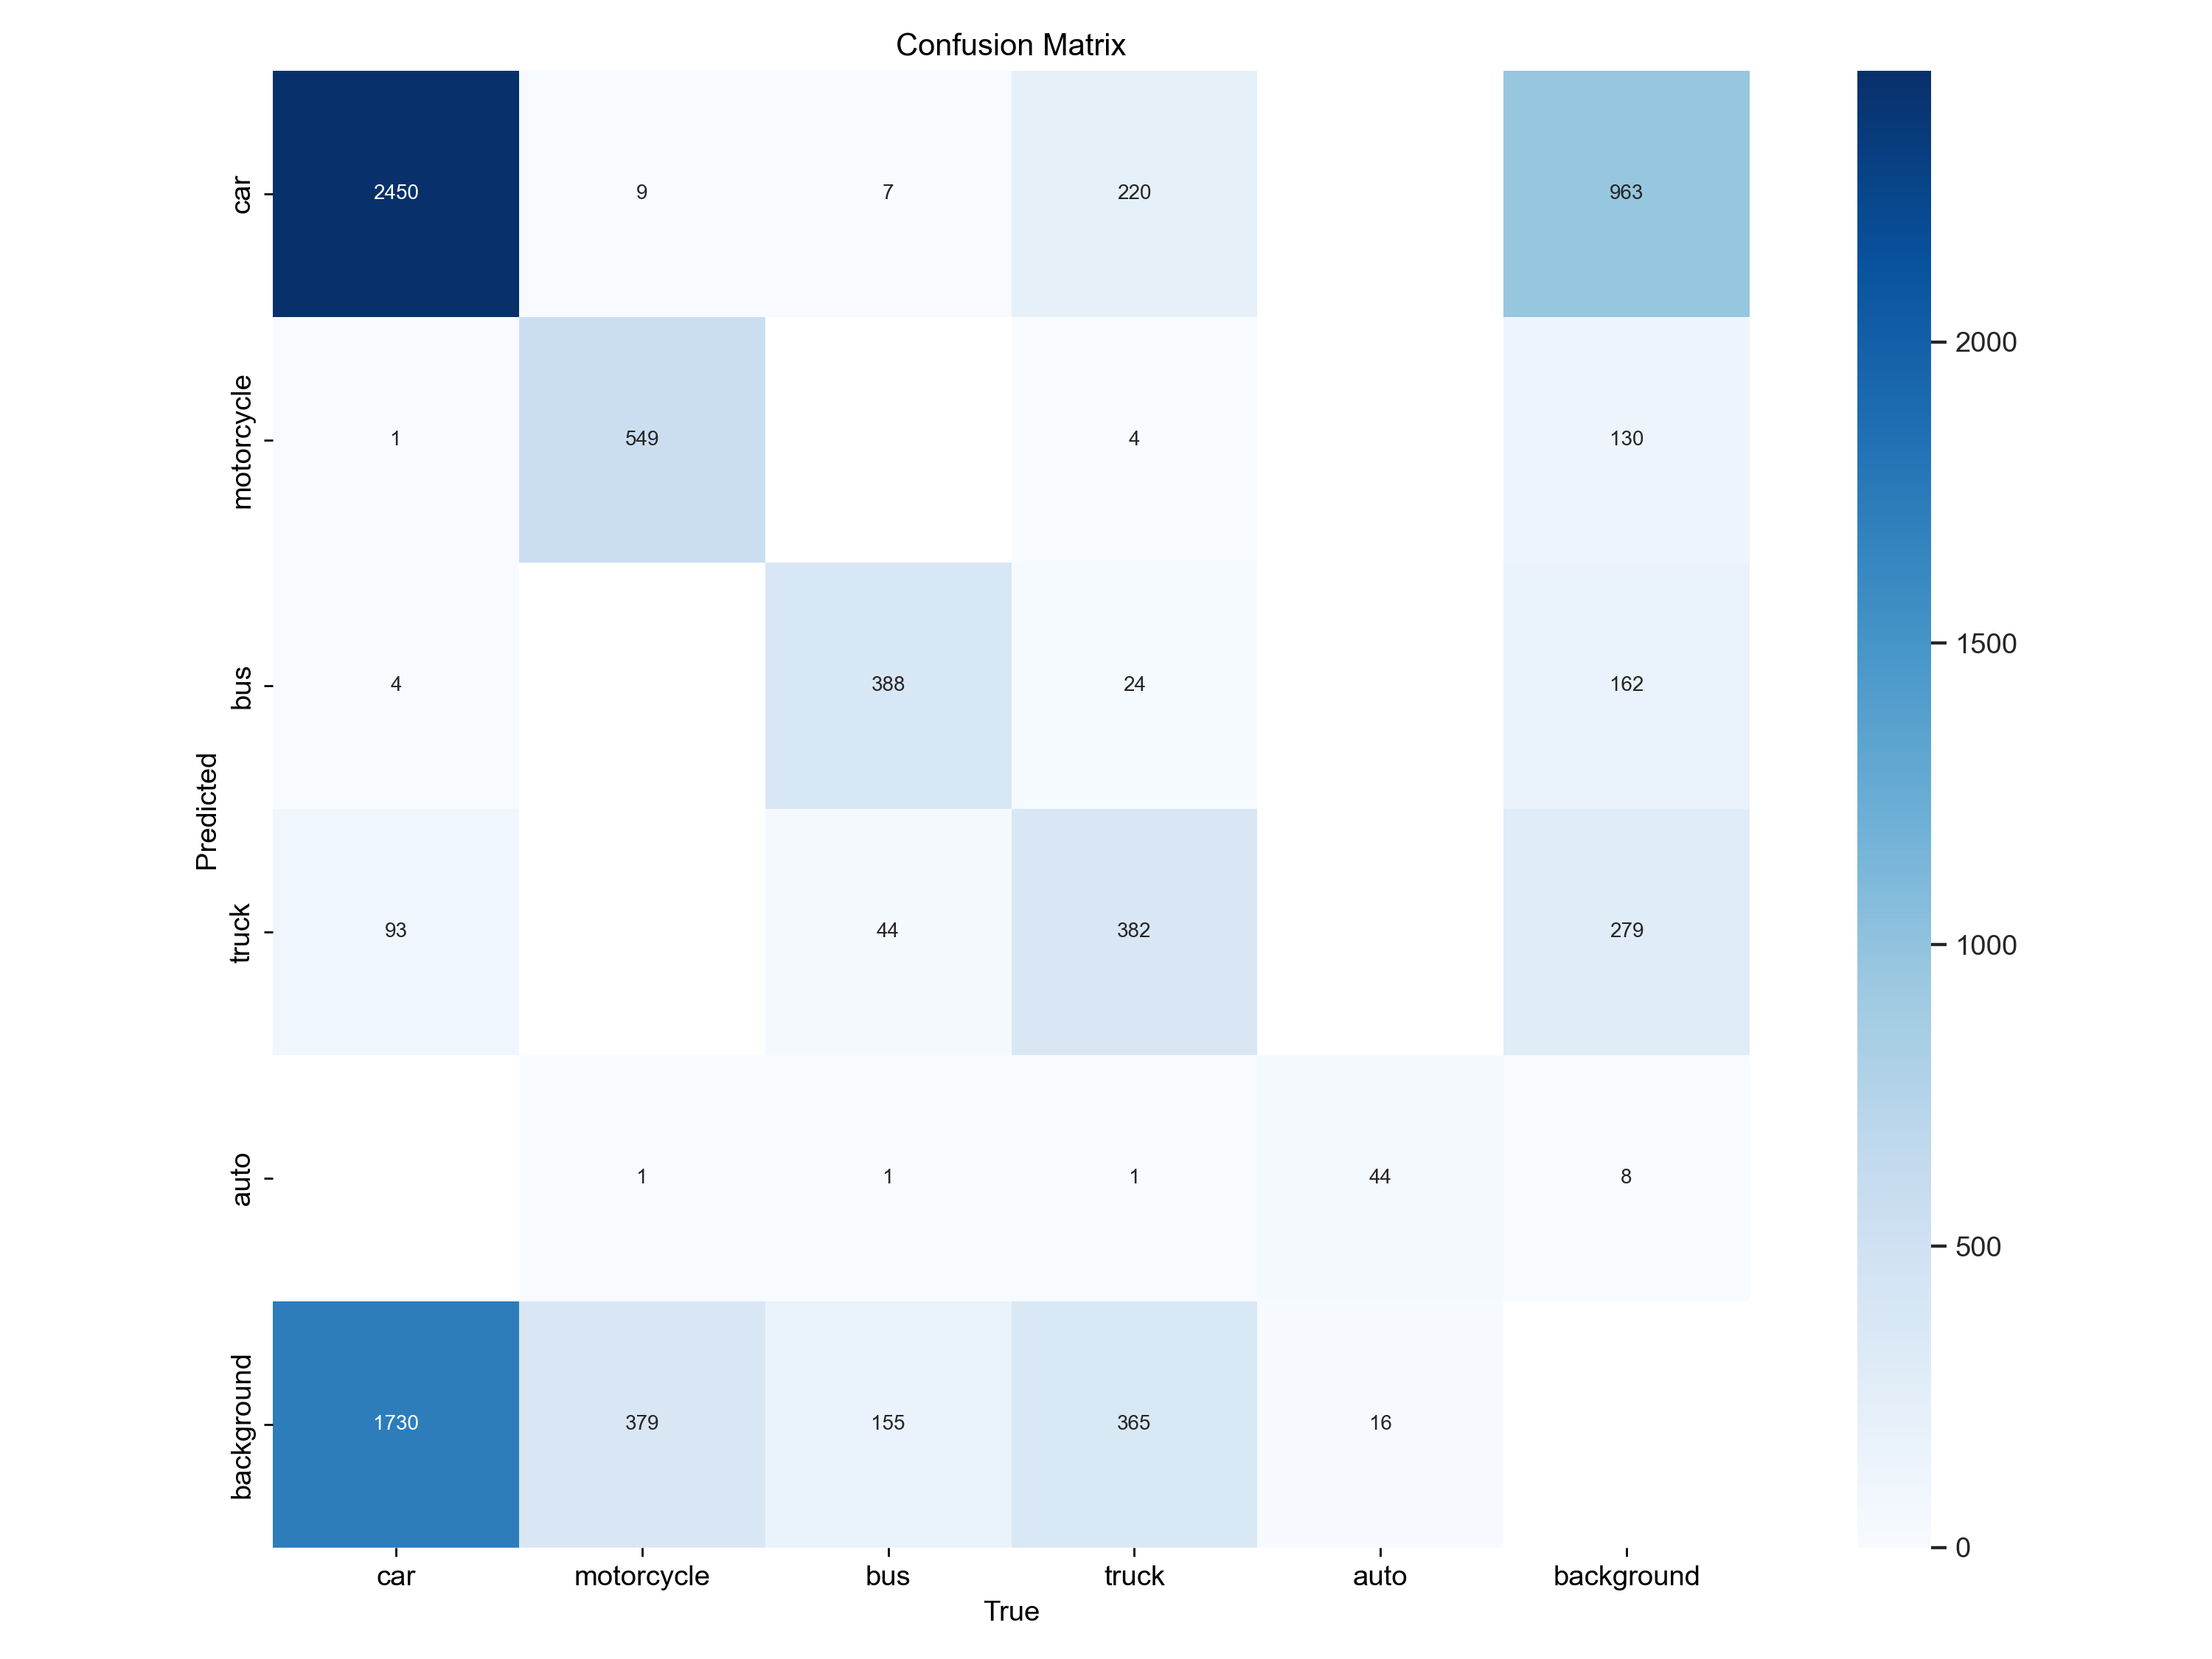 Confusion Matrix
car
2450 9 7 220 963
motorcycle
1 549 4 130
bus
4 388 24 162
truck
93 44 382 279
auto
1 1 1 44 8
background
1730 379 155 365 16
Predicted
car motorcycle bus truck auto background
True
2000
1500
1000
500
0